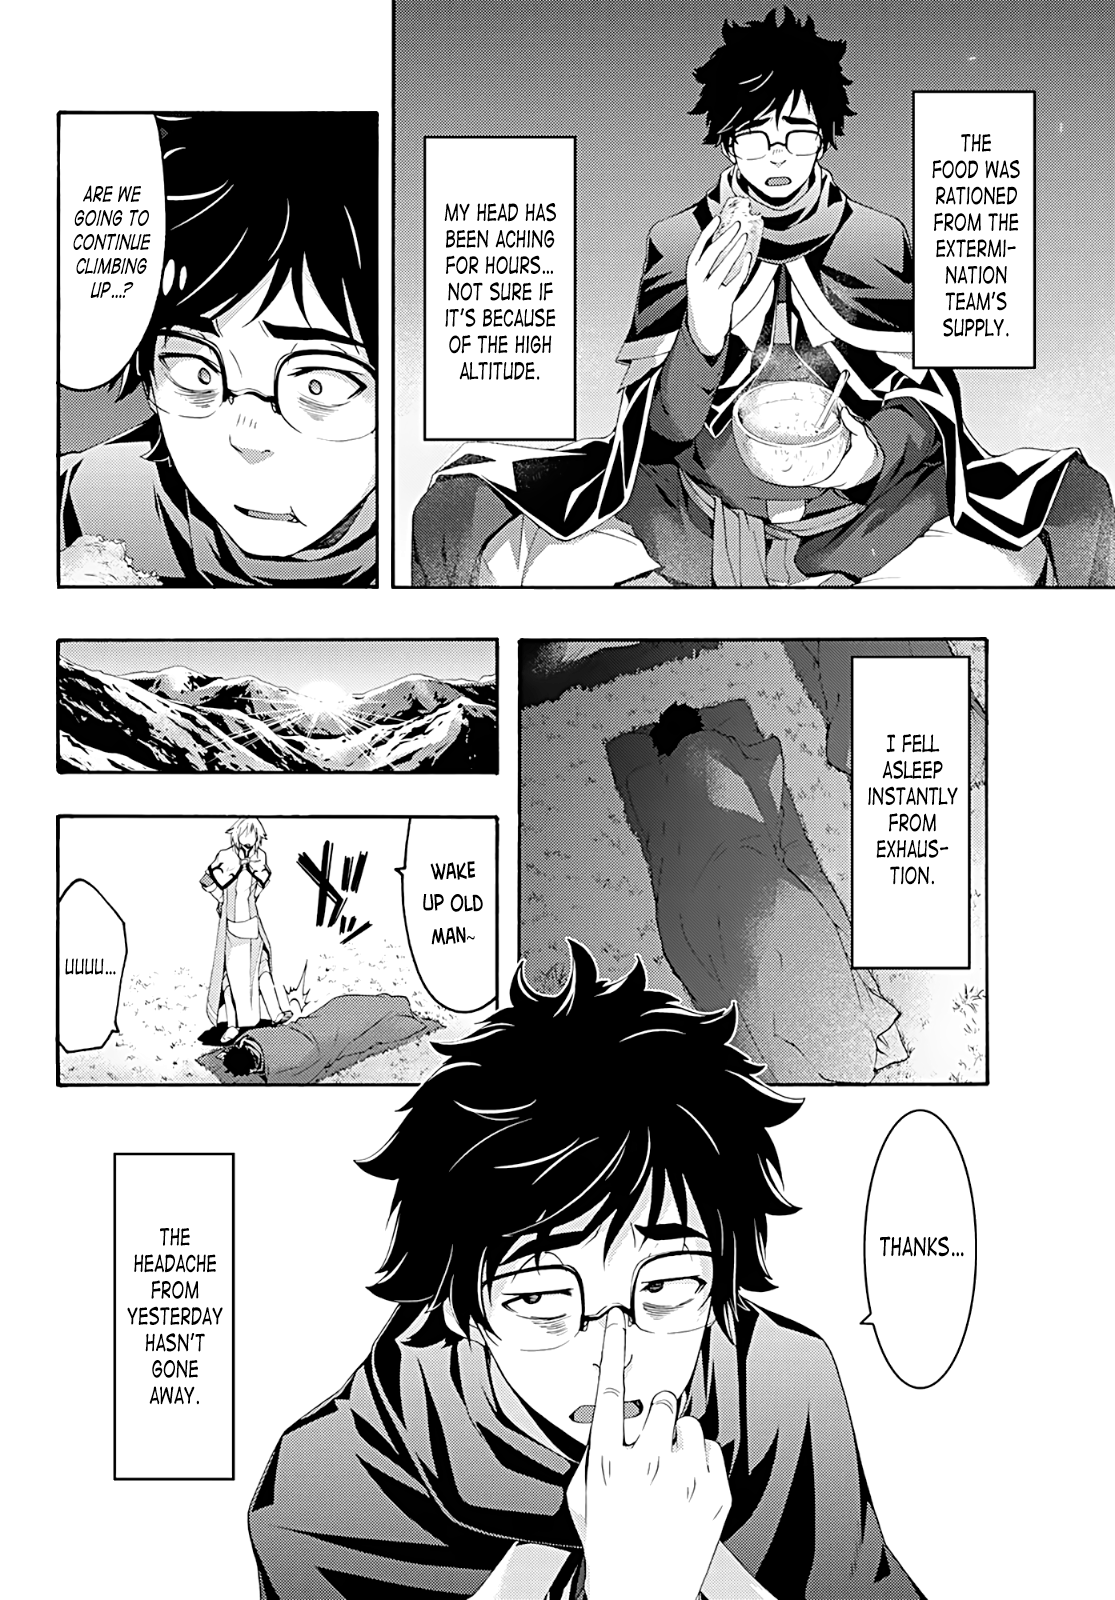 THE
FOOD WAS
RATIONED
FROM THE
EXTERMI-
NATION
TEAM'S
SUPPLY.
MY HEAD HAS
BEEN ACHING
FOR HOURS...
NOT SURE IF
IT'S BECAUSE
OF THE HIGH
ALTITUDE.
ARE WE
GOING TO
CONTINUE
CLIMBING
UP...?
I FELL
ASLEEP
INSTANTLY
FROM
EXHAUS-
TION.
WAKE
UP OLD
MAN~
UUUU...
THANKS...
THE
HEADACHE
FROM
YESTERDAY
HASN'T
GONE
AWAY.